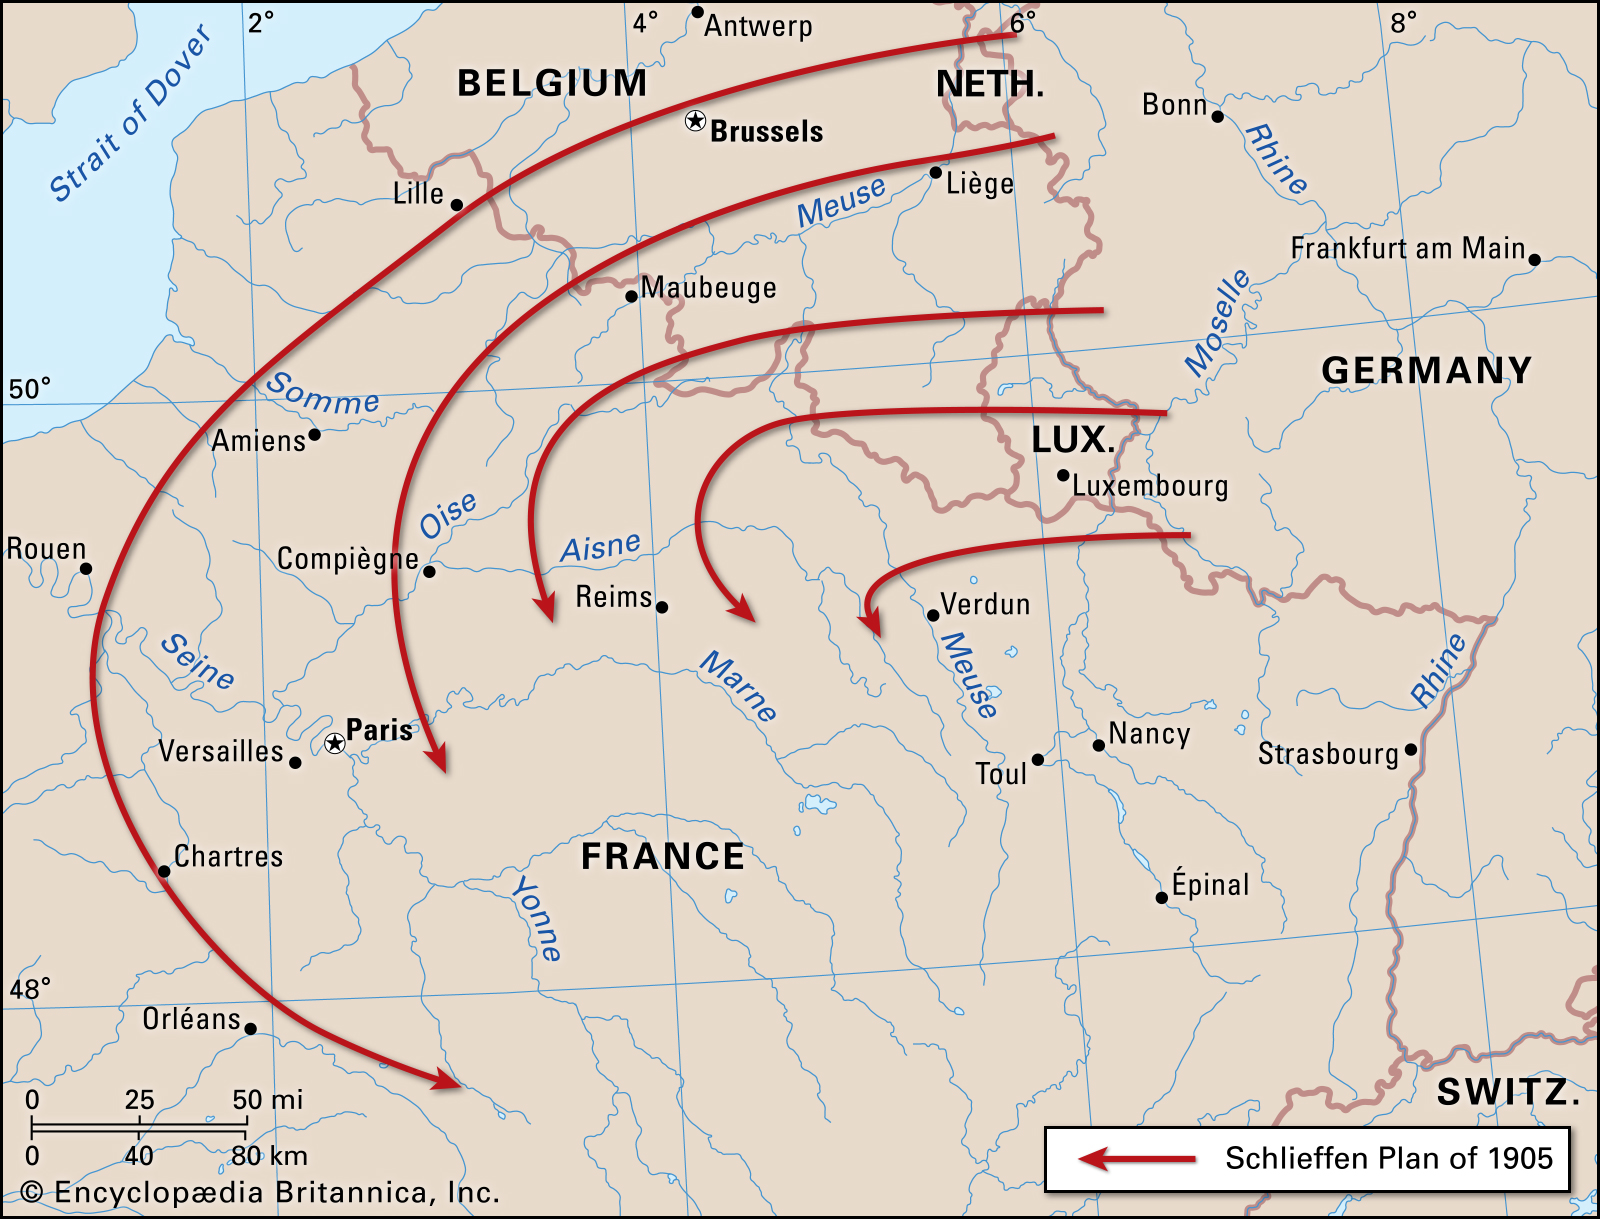 2°
4°
6°
8°
Antwerp
Strait of Dover
BELGIUM
NETH.
Bonn
Brussels
Rhine
Lille
Meuse
Liège
Frankfurt am Main
Maubeuge
Moselle
50°
Somme
GERMANY
Amiens
LUX.
Luxembourg
Oise
Rouen
Compiègne
Aisne
Reims
Verdun
Seine
Marne
Meuse
Rhine
Paris
Versailles
Nancy
Toul
Strasbourg
Chartres
FRANCE
Épinal
Yonne
48°
Orléans
SWITZ.
0 25 50 mi
0 40 80 km
Schlieffen Plan of 1905
© Encyclopædia Britannica, Inc.